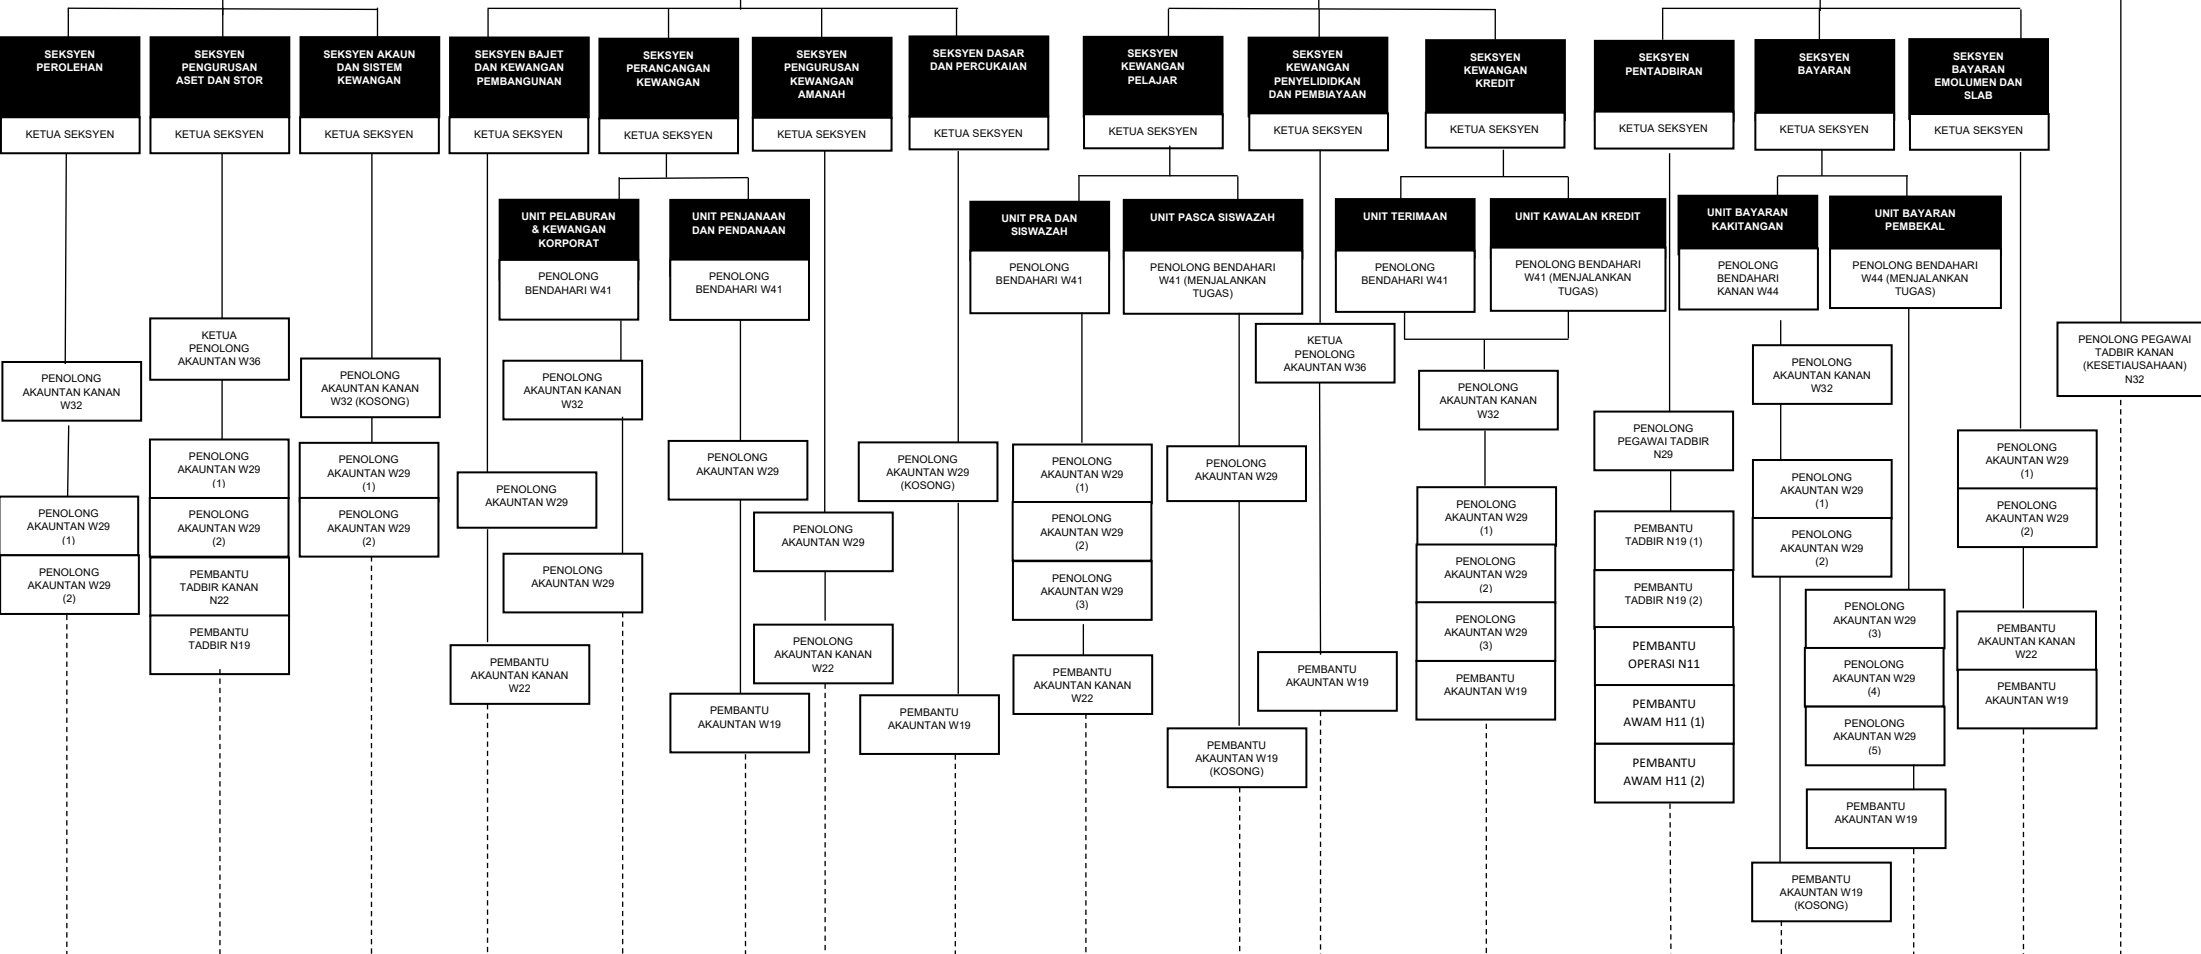 SEKSYEN
PEROLEHAN
KETUA SEKSYEN
PENOLONG
AKAUNTAN KANAN
W32
PENOLONG
AKAUNTAN W29
(1)
PENOLONG
AKAUNTAN W29
(2)
SEKSYEN
PENGURUSAN
ASET DAN STOR
KETUA SEKSYEN
KETUA
PENOLONG
AKAUNTAN W36
PENOLONG
AKAUNTAN W29
(1)
PENOLONG
AKAUNTAN W29
(2)
PEMBANTU
TADBIR KANAN
N22
PEMBANTU
TADBIR N19
SEKSYEN AKAUN
DAN SISTEM
KEWANGAN
KETUA SEKSYEN
PENOLONG
AKAUNTAN KANAN
W32 (KOSONG)
PENOLONG
AKAUNTAN W29
(1)
PENOLONG
AKAUNTAN W29
(2)
SEKSYEN BAJET
DAN KEWANGAN
PEMBANGUNAN
KETUA SEKSYEN
PENOLONG
AKAUNTAN W29
PEMBANTU
AKAUNTAN KANAN
W22
SEKSYEN
PERANCANGAN
KEWANGAN
KETUA SEKSYEN
UNIT PELABURAN
& KEWANGAN
KORPORAT
PENOLONG
BENDAHARI W41
PENOLONG
AKAUNTAN KANAN
W32
PENOLONG
AKAUNTAN W29
UNIT PENJANAAN
DAN PENDANAAN
PENOLONG
BENDAHARI W41
PENOLONG
AKAUNTAN W29
PEMBANTU
AKAUNTAN W19
SEKSYEN
PENGURUSAN
KEWANGAN
AMANAH
KETUA SEKSYEN
PENOLONG
AKAUNTAN W29
PENOLONG
AKAUNTAN KANAN
W22
SEKSYEN DASAR
DAN PERCUKAIAN
KETUA SEKSYEN
PENOLONG
AKAUNTAN W29
(KOSONG)
PEMBANTU
AKAUNTAN W19
SEKSYEN
KEWANGAN
PELAJAR
KETUA SEKSYEN
UNIT PRA DAN
SISWAZAH
PENOLONG
BENDAHARI W41
PENOLONG
AKAUNTAN W29
(1)
PENOLONG
AKAUNTAN W29
(2)
PENOLONG
AKAUNTAN W29
(3)
PEMBANTU
AKAUNTAN KANAN
W22
UNIT PASCA SISWAZAH
PENOLONG BENDAHARI
W41 (MENJALANKAN
TUGAS)
PENOLONG
AKAUNTAN W29
PEMBANTU
AKAUNTAN W19
(KOSONG)
SEKSYEN
KEWANGAN
PENYELIDIDKAN
DAN PEMBIAYAAN
KETUA SEKSYEN
KETUA
PENOLONG
AKAUNTAN W36
PEMBANTU
AKAUNTAN W19
SEKSYEN
KEWANGAN
KREDIT
KETUA SEKSYEN
UNIT TERIMAAN
PENOLONG
BENDAHARI W41
UNIT KAWALAN KREDIT
PENOLONG BENDAHARI
W41 (MENJALANKAN
TUGAS)
PENOLONG
AKAUNTAN KANAN
W32
PENOLONG
AKAUNTAN W29
(1)
PENOLONG
AKAUNTAN W29
(2)
PENOLONG
AKAUNTAN W29
(3)
PEMBANTU
AKAUNTAN W19
SEKSYEN
PENTADBIRAN
KETUA SEKSYEN
PENOLONG
PEGAWAI TADBIR
N29
PEMBANTU
TADBIR N19 (1)
PEMBANTU
TADBIR N19 (2)
PEMBANTU
OPERASI N11
PEMBANTU
AWAM H11 (1)
PEMBANTU
AWAM H11 (2)
SEKSYEN
BAYARAN
KETUA SEKSYEN
UNIT BAYARAN
KAKITANGAN
PENOLONG
BENDAHARI
KANAN W44
PENOLONG
AKAUNTAN KANAN
W32
PENOLONG
AKAUNTAN W29
(1)
PENOLONG
AKAUNTAN W29
(2)
PEMBANTU
AKAUNTAN W19
(KOSONG)
UNIT BAYARAN
PEMBEKAL
PENOLONG BENDAHARI
W44 (MENJALANKAN
TUGAS)
PENOLONG
AKAUNTAN W29
(3)
PENOLONG
AKAUNTAN W29
(4)
PENOLONG
AKAUNTAN W29
(5)
PEMBANTU
AKAUNTAN W19
SEKSYEN
BAYARAN
EMOLUMEN DAN
SLAB
KETUA SEKSYEN
PENOLONG
AKAUNTAN W29
(1)
PENOLONG
AKAUNTAN W29
(2)
PEMBANTU
AKAUNTAN KANAN
W22
PEMBANTU
AKAUNTAN W19
PENOLONG PEGAWAI
TADBIR KANAN
(KESETIAUSAHAAN)
N32